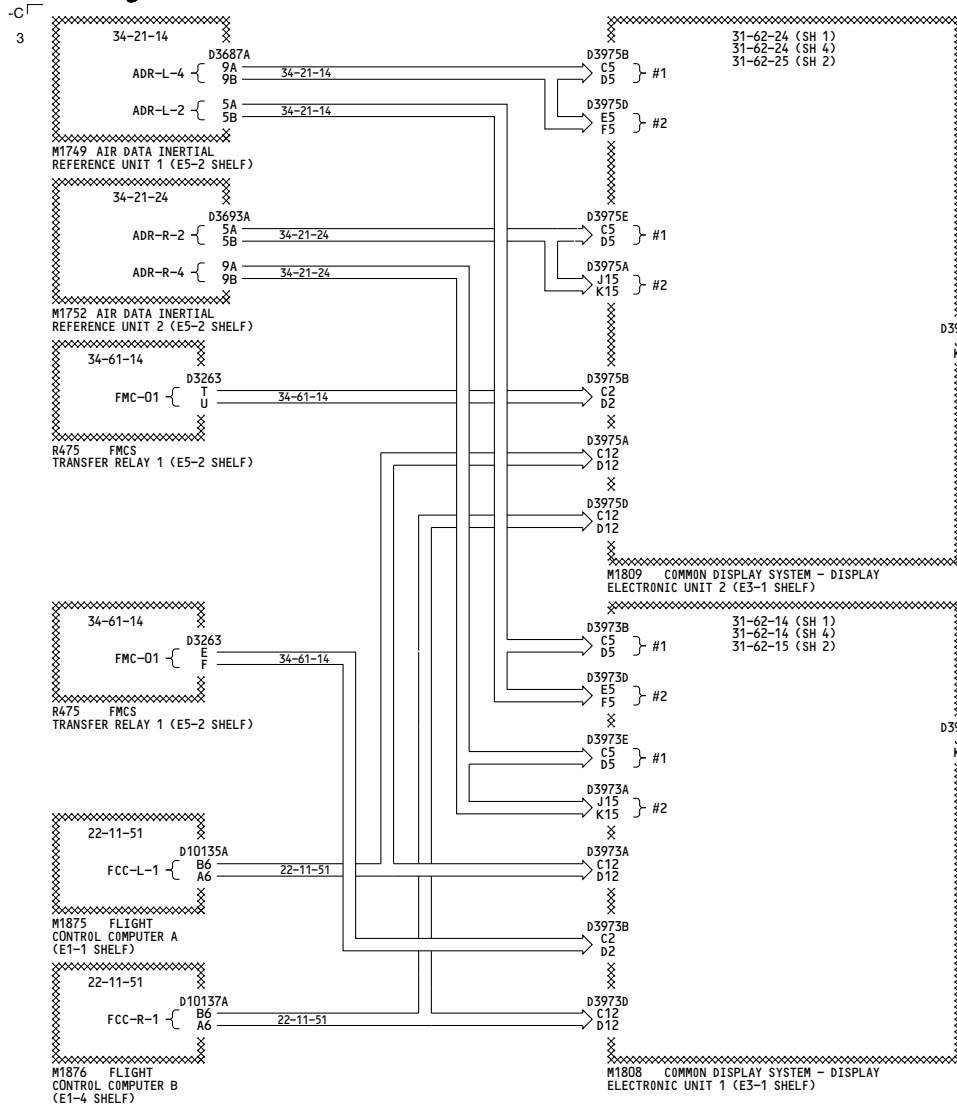 -C
3
34-21-14
D3687A
ADR-L-4 { 9A
9B
34-21-14
ADR-L-2 { 5A
5B
34-21-14
M1749 AIR DATA INERTIAL
REFERENCE UNIT 1 (E5-2 SHELF)
34-21-24
D3693A
ADR-R-2 { 5A
5B
34-21-24
ADR-R-4 { 9A
9B
34-21-24
M1752 AIR DATA INERTIAL
REFERENCE UNIT 2 (E5-2 SHELF)
34-61-14
D3263
FMC-01 { T
U
34-61-14
R475 FMCS
TRANSFER RELAY 1 (E5-2 SHELF)
34-61-14
D3263
FMC-01 { E
F
34-61-14
R475 FMCS
TRANSFER RELAY 1 (E5-2 SHELF)
22-11-51
D10135A
FCC-L-1 { B6
A6
22-11-51
M1875 FLIGHT
CONTROL COMPUTER A
(E1-1 SHELF)
22-11-51
D10137A
FCC-R-1 { B6
A6
22-11-51
M1876 FLIGHT
CONTROL COMPUTER B
(E1-4 SHELF)
31-62-24 (SH 1)
31-62-24 (SH 4)
31-62-25 (SH 2)
D3975B
C5
D5 } #1
D3975D
E5
F5 } #2
D3975E
C5
D5 } #1
D3975A
J15
K15 } #2
D3975B
C2
D2
D3975A
C12
D12
D3975D
C12
D12
D39
M1809 COMMON DISPLAY SYSTEM - DISPLAY
ELECTRONIC UNIT 2 (E3-1 SHELF)
31-62-14 (SH 1)
31-62-14 (SH 4)
31-62-15 (SH 2)
D3973B
C5
D5 } #1
D3973D
E5
F5 } #2
D3973E
C5
D5 } #1
D3973A
J15
K15 } #2
D3973A
C12
D12
D3973B
C2
D2
D3973D
C12
D12
D39
M1808 COMMON DISPLAY SYSTEM - DISPLAY
ELECTRONIC UNIT 1 (E3-1 SHELF)